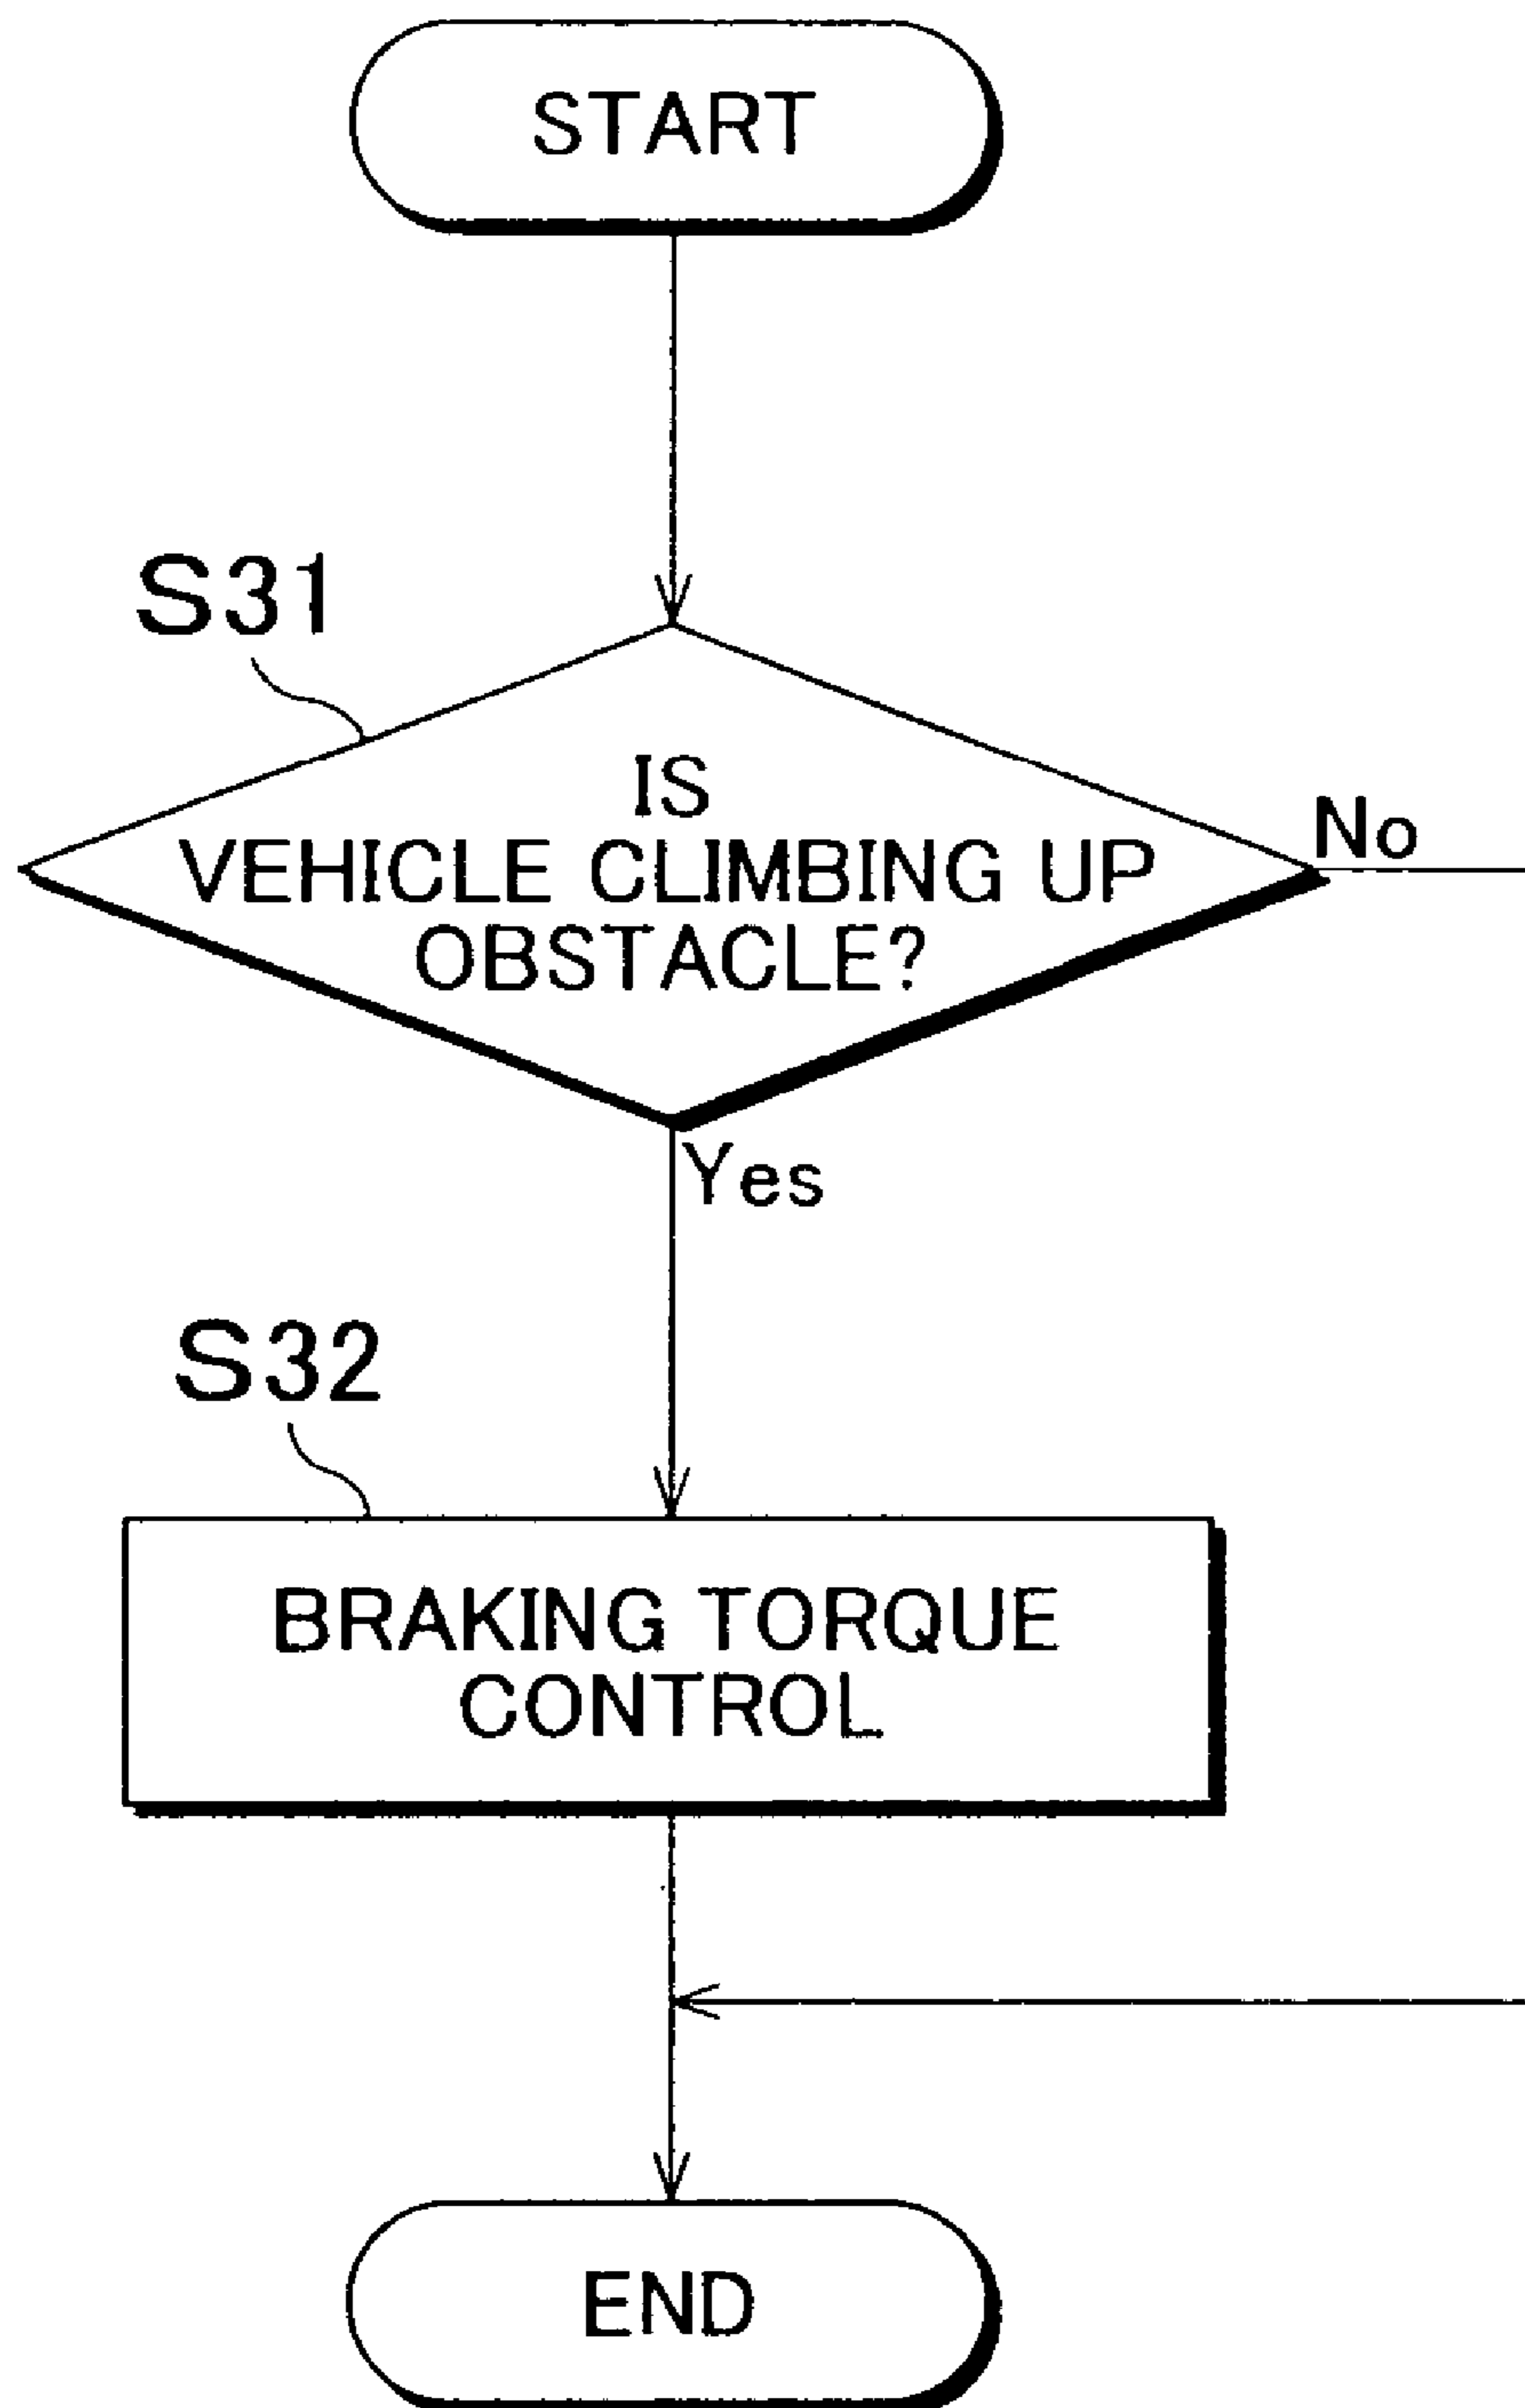 START
S31
IS
VEHICLE CLIMBING UP
OBSTACLE?
No
Yes
S32
BRAKING TORQUE
CONTROL
END